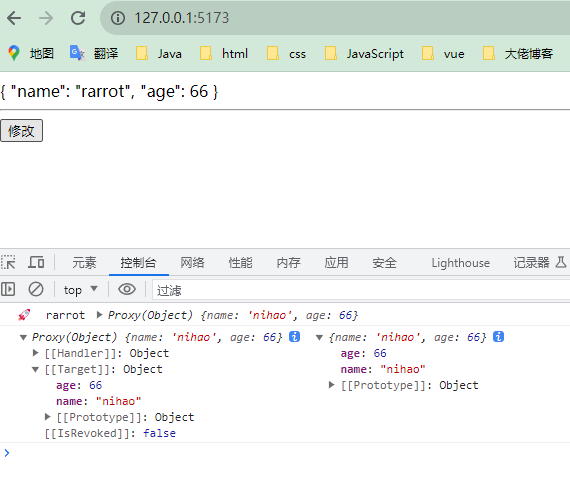 127.0.0.1:5173
地图 翻译 Java html css JavaScript vue 大佬博客
{ "name": "rarrot", "age": 66 }
修改
元素 控制台 网络 性能 内存 应用 安全 Lighthouse 记录器
top 过滤
🚀 rarrot ▶ Proxy(Object) {name: 'nihao', age: 66}
▼ Proxy(Object) {name: 'nihao', age: 66} i ▼ {name: 'nihao', age: 66} i
▶ [[Handler]]: Object age: 66
▼ [[Target]]: Object name: "nihao"
age: 66 ▶ [[Prototype]]: Object
name: "nihao"
▶ [[Prototype]]: Object
[[IsRevoked]]: false
>